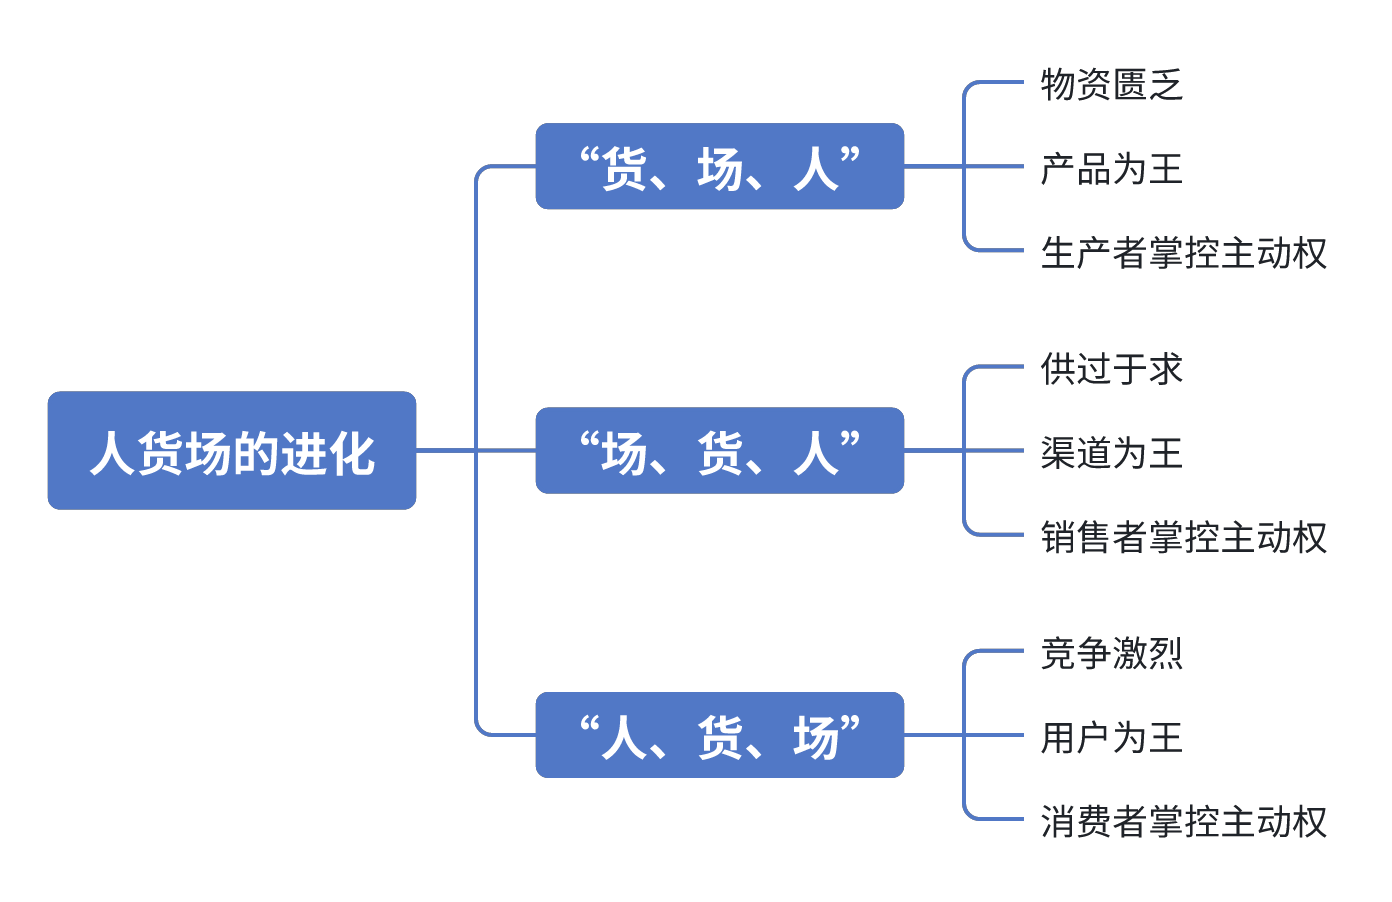 人货场的进化
“货、场、人”
物资匮乏
产品为王
生产者掌控主动权
“场、货、人”
供过于求
渠道为王
销售者掌控主动权
“人、货、场”
竞争激烈
用户为王
消费者掌控主动权